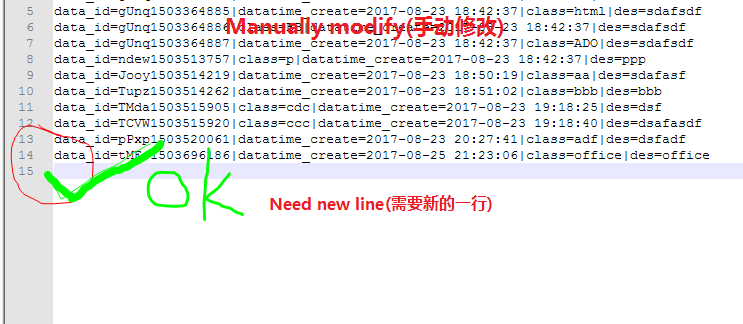 5 data_id=gUnq1503364885|datatime_create=2017-08-23 18:42:37|class=html|des=sdafsdf
6 data_id=gUnq1503364886|class= |datatime_create=2017-08-23 18:42:37|des=sdafsdf
Manually modify(手动修改)
7 data_id=gUnq1503364887|datatime_create=2017-08-23 18:42:37|class=ADO|des=sdafsdf
8 data_id=ndew1503513757|class=p|datatime_create=2017-08-23 18:42:37|des=ppp
9 data_id=Jooy1503514219|datatime_create=2017-08-23 18:50:19|class=aa|des=sdafasf
10 data_id=Tupz1503514262|datatime_create=2017-08-23 18:51:02|class=bbb|des=bbb
11 data_id=TMda1503515905|class=cdc|datatime_create=2017-08-23 19:18:25|des=dsf
12 data_id=TCVW1503515920|class=ccc|datatime_create=2017-08-23 19:18:40|des=dsafasdf
13 data_id=pPxp1503520061|datatime_create=2017-08-23 20:27:41|class=adf|des=dsfadf
14 1503696186|datatime_create=2017-08-25 21:23:06|class=office|des=office
15
ok
Need new line(需要新的一行)